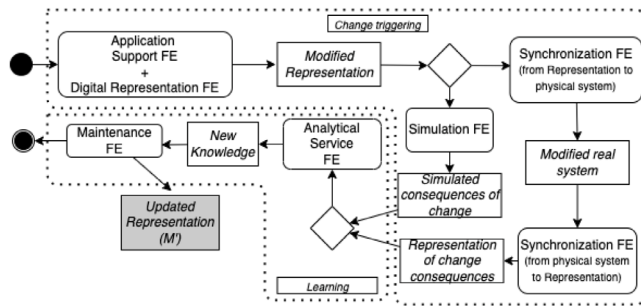 Change triggering
Application
Support FE
+
Digital Representation FE
Modified
Representation
Synchronization FE
(from Representation to
physical system)
Maintenance
FE
New
Knowledge
Analytical
Service
FE
Simulation FE
Modified real
system
Simulated
consequences of
change
Updated
Representation
(M')
Representation
of change
consequences
Synchronization FE
(from physical system
to Representation)
Learning